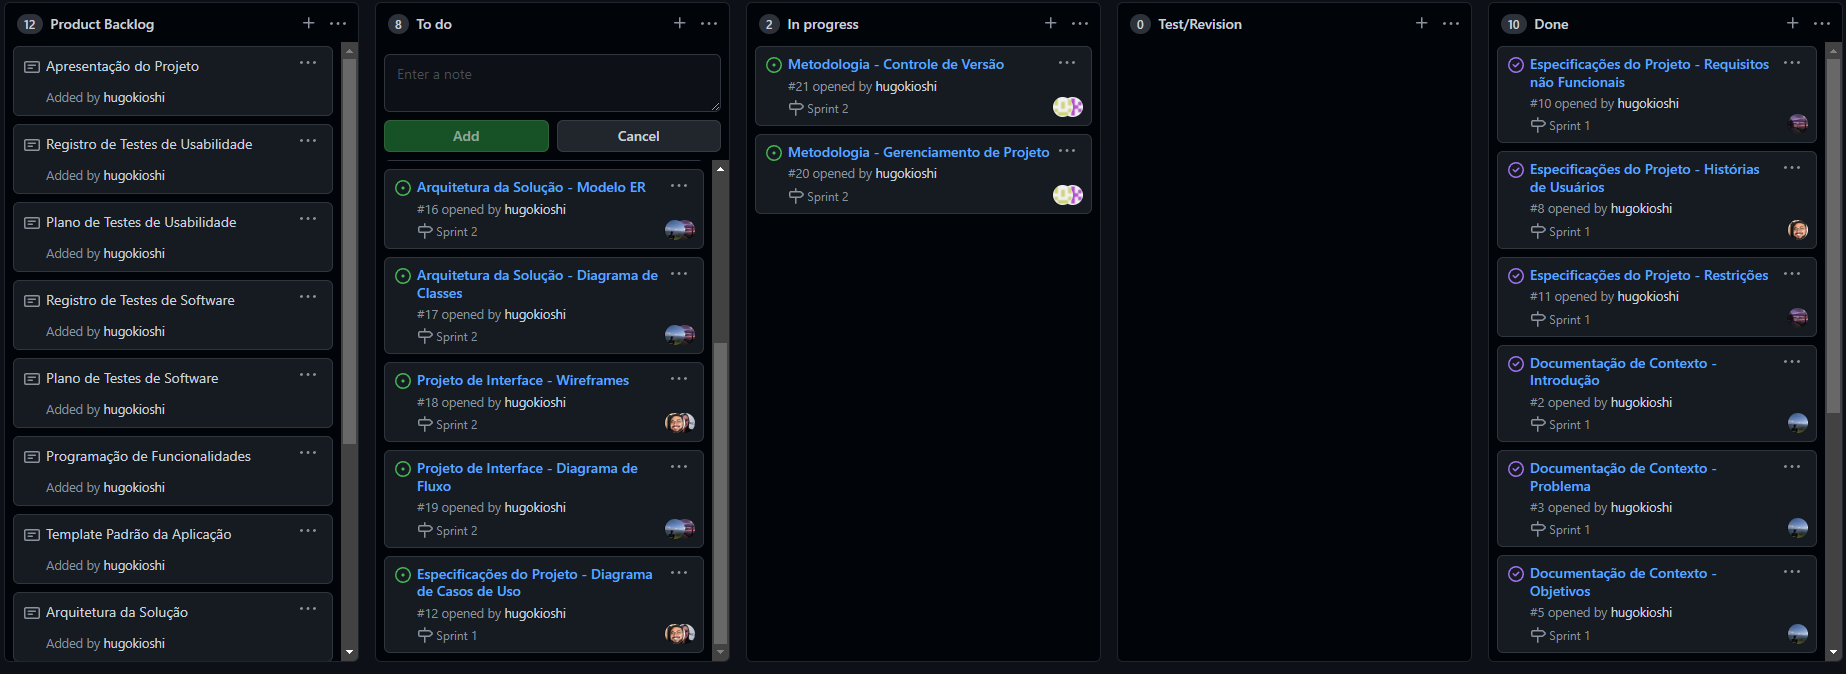 12 Product Backlog
Apresentação do Projeto
Added by hugokioshi
Registro de Testes de Usabilidade
Added by hugokioshi
Plano de Testes de Usabilidade
Added by hugokioshi
Registro de Testes de Software
Added by hugokioshi
Plano de Testes de Software
Added by hugokioshi
Programação de Funcionalidades
Added by hugokioshi
Template Padrão da Aplicação
Added by hugokioshi
Arquitetura da Solução
Added by hugokioshi
8 To do
Enter a note
Add Cancel
Arquitetura da Solução - Modelo ER
#16 opened by hugokioshi
Sprint 2
Arquitetura da Solução - Diagrama de
Classes
#17 opened by hugokioshi
Sprint 2
Projeto de Interface - Wireframes
#18 opened by hugokioshi
Sprint 2
Projeto de Interface - Diagrama de
Fluxo
#19 opened by hugokioshi
Sprint 2
Especificações do Projeto - Diagrama
de Casos de Uso
#12 opened by hugokioshi
Sprint 1
2 In progress
Metodologia - Controle de Versão
#21 opened by hugokioshi
Sprint 2
Metodologia - Gerenciamento de Projeto
#20 opened by hugokioshi
Sprint 2
0 Test/Revision
10 Done
Especificações do Projeto - Requisitos
não Funcionais
#10 opened by hugokioshi
Sprint 1
Especificações do Projeto - Histórias
de Usuários
#8 opened by hugokioshi
Sprint 1
Especificações do Projeto - Restrições
#11 opened by hugokioshi
Sprint 1
Documentação de Contexto -
Introdução
#2 opened by hugokioshi
Sprint 1
Documentação de Contexto -
Problema
#3 opened by hugokioshi
Sprint 1
Documentação de Contexto -
Objetivos
#5 opened by hugokioshi
Sprint 1